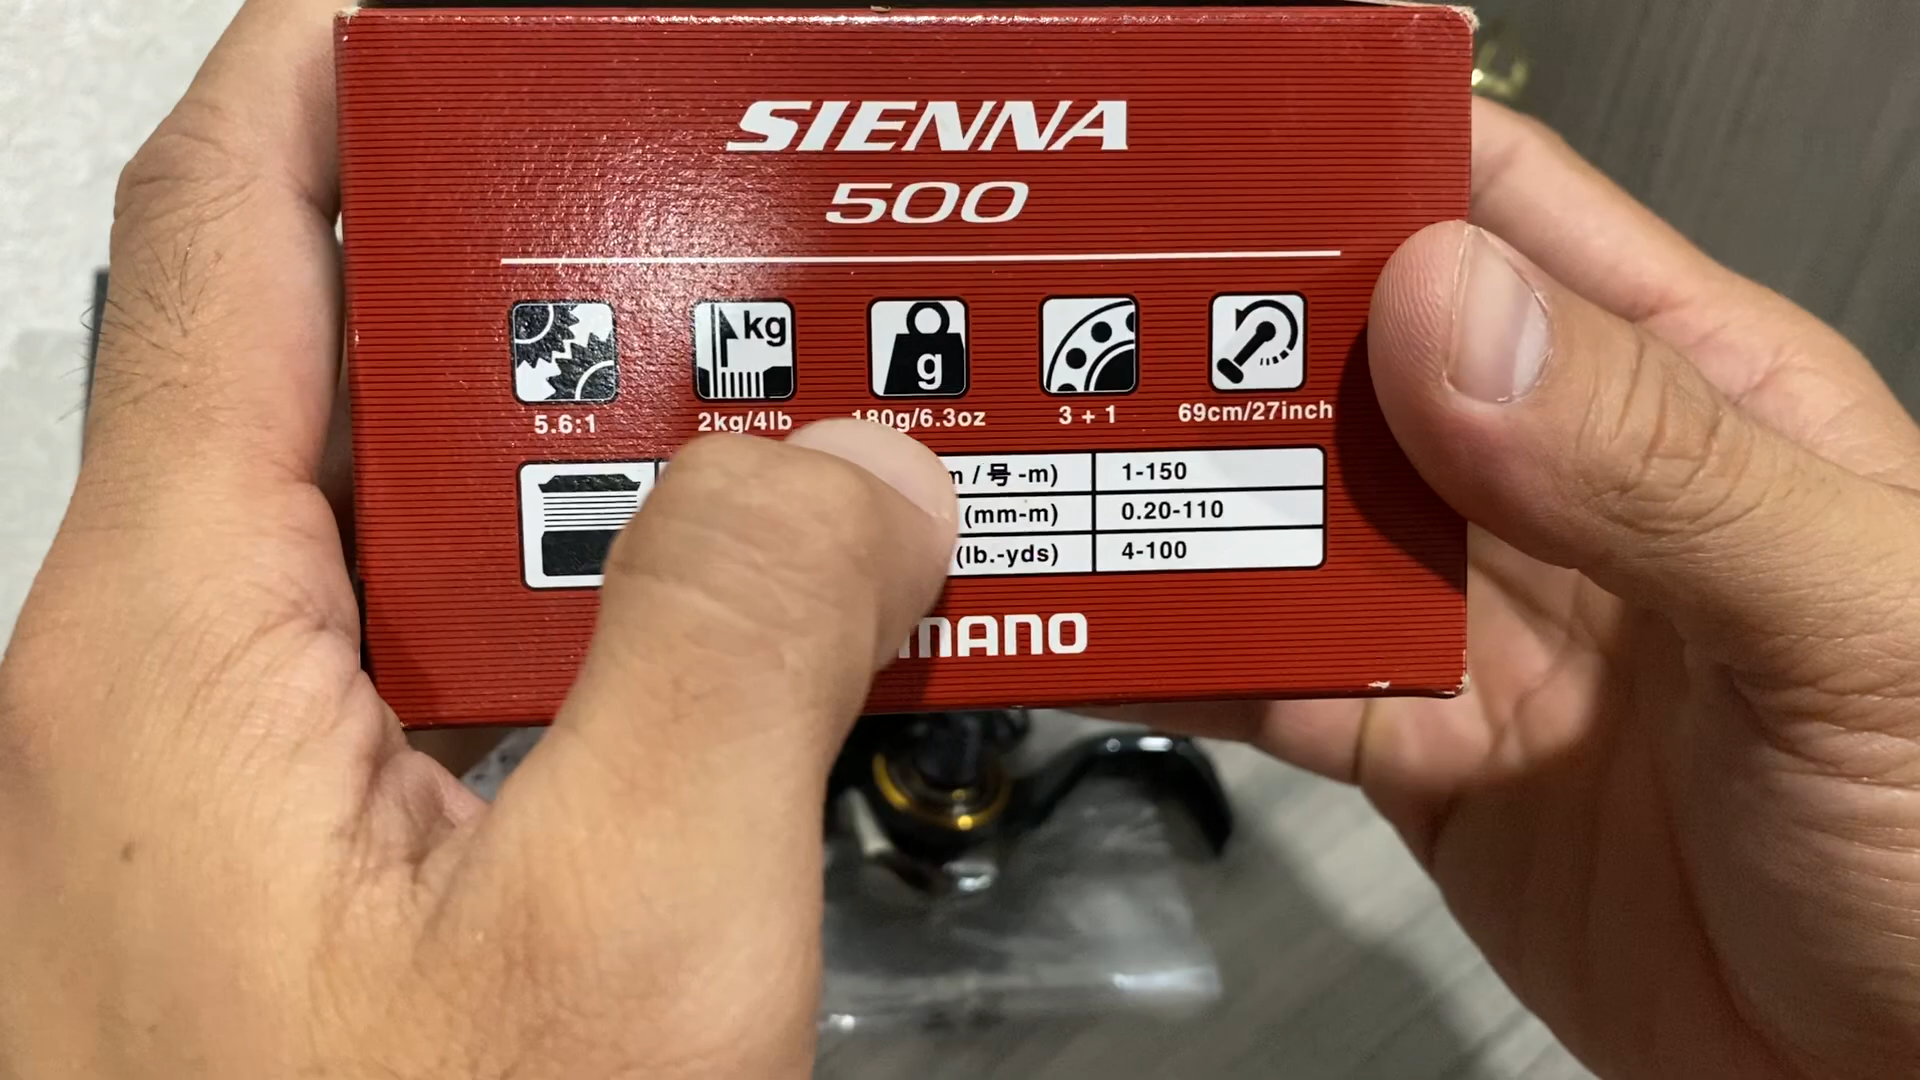 SIENNA
500
kg
g
5.6:1 2kg/4lb 180g/6.3oz 3 + 1 69cm/27inch
/ 号 -m) 1-150
(mm-m) 0.20-110
(lb.-yds) 4-100
MANO